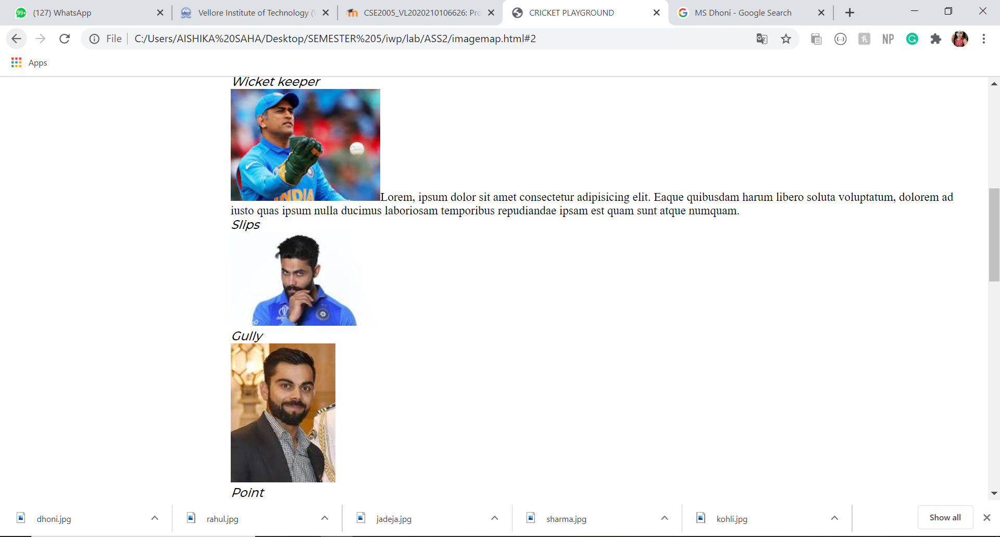 (127) WhatsApp
Vellore Institute of Technology (
CSE2005_VL2020210106626: Pro
CRICKET PLAYGROUND
MS Dhoni - Google Search
File
C:/Users/AISHIKA%20SAHA/Desktop/SEMESTER%205/iwp/lab/ASS2/imagemap.html#2
NP
Apps
Wicket keeper
INDIA
Lorem, ipsum dolor sit amet consectetur adipisicing elit. Eaque quibusdam harum libero soluta voluptatum, dolorem ad
iusto quas ipsum nulla ducimus laboriosam temporibus repudiandae ipsam est quam sunt atque numquam.
Slips
Gully
Point
dhoni.jpg
rahul.jpg
jadeja.jpg
sharma.jpg
kohli.jpg
Show all